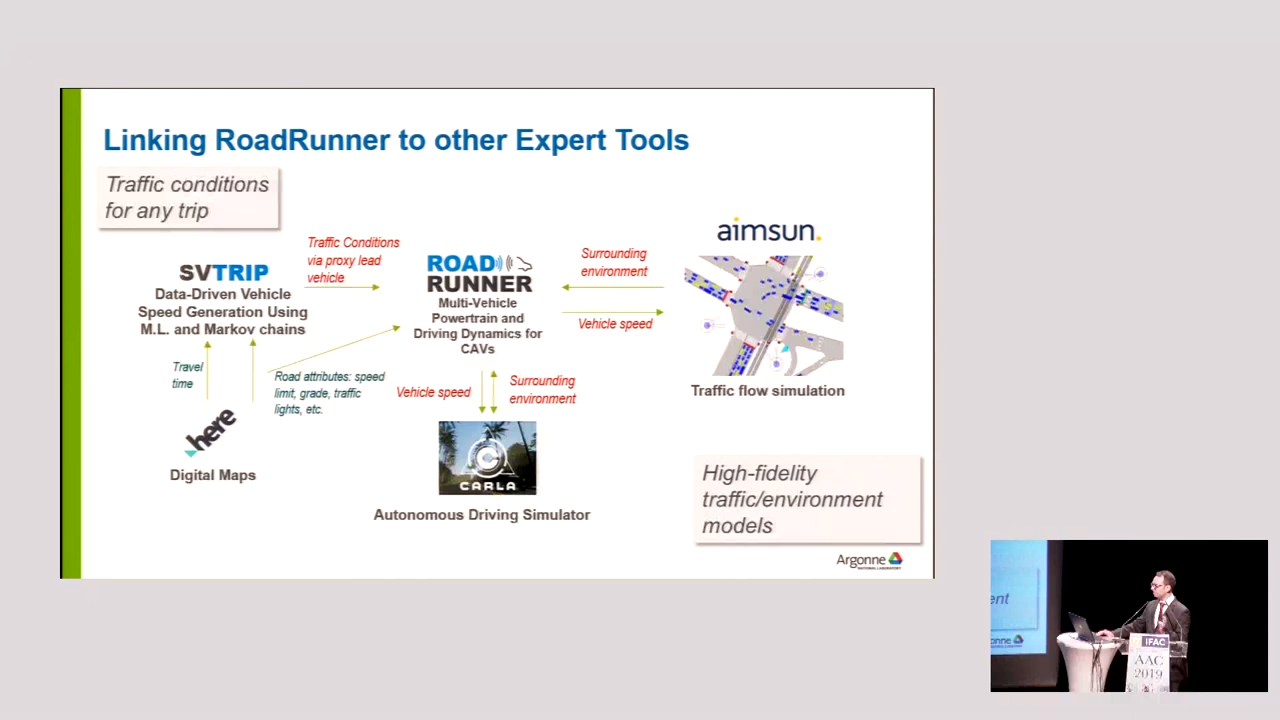 Linking RoadRunner to other Expert Tools
Traffic conditions
for any trip
SVTRIP
Data-Driven Vehicle
Speed Generation Using
M.L. and Markov chains
Traffic Conditions
via proxy lead
vehicle
ROAD
RUNNER
Multi-Vehicle
Powertrain and
Driving Dynamics for
CAVs
Surrounding
environment
Vehicle speed
aimsun.
Traffic flow simulation
Travel
time
Road attributes: speed
limit, grade, traffic
lights, etc.
Vehicle speed
Surrounding
environment
here
Digital Maps
CARLA
Autonomous Driving Simulator
High-fidelity
traffic/environment
models
Argonne
NATIONAL LABORATORY
ent
IFAC
AAC
2019